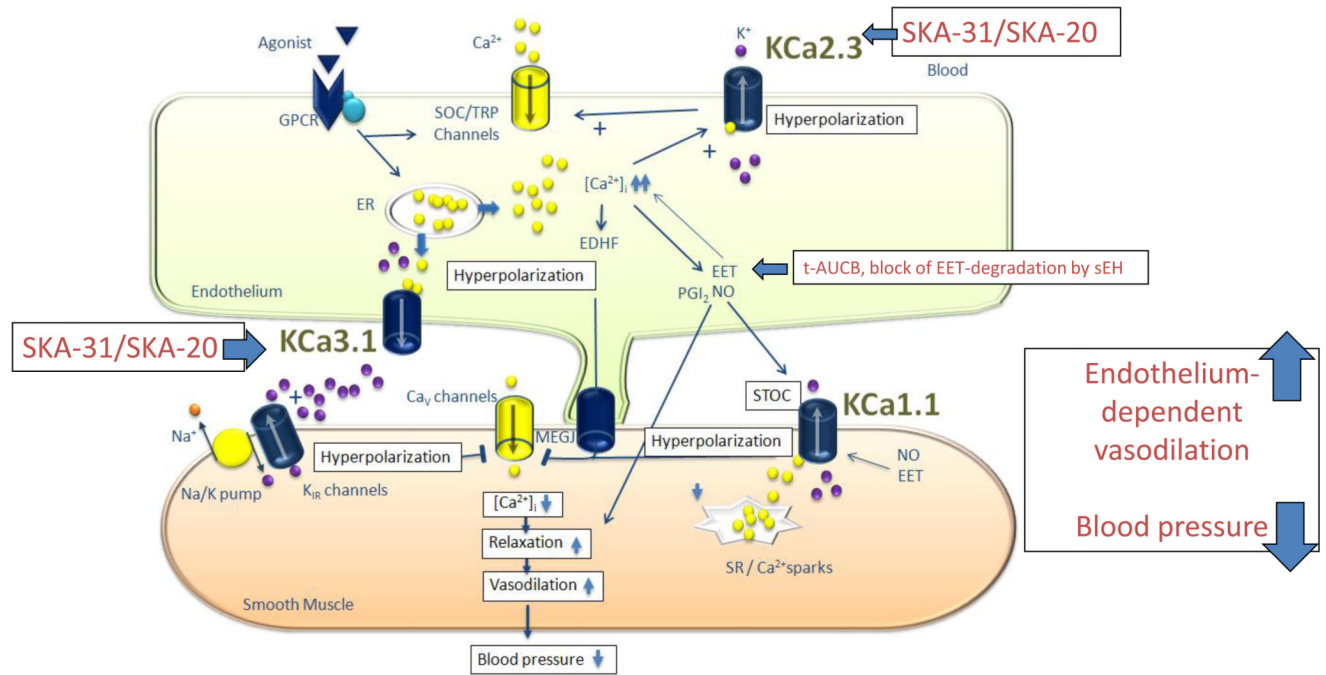 SKA-31/SKA-20
K⁺
KCa2.3
Blood
Agonist
Ca²⁺
GPCR
SOC/TRP
Channels
+
Hyperpolarization
+
[Ca²⁺]ᵢ
ER
EDHF
Hyperpolarization
EET
t-AUCB, block of EET-degradation by sEH
PGI₂ NO
Endothelium
SKA-31/SKA-20
KCa3.1
Endothelium-
dependent
vasodilation
Blood pressure
+
Caᵥ channels
STOC
KCa1.1
Na⁺
MEGJ
Hyperpolarization
Hyperpolarization
NO
EET
Na/K pump
K_IR channels
[Ca²⁺]ᵢ
Relaxation
Vasodilation
SR / Ca²⁺sparks
Smooth Muscle
Blood pressure